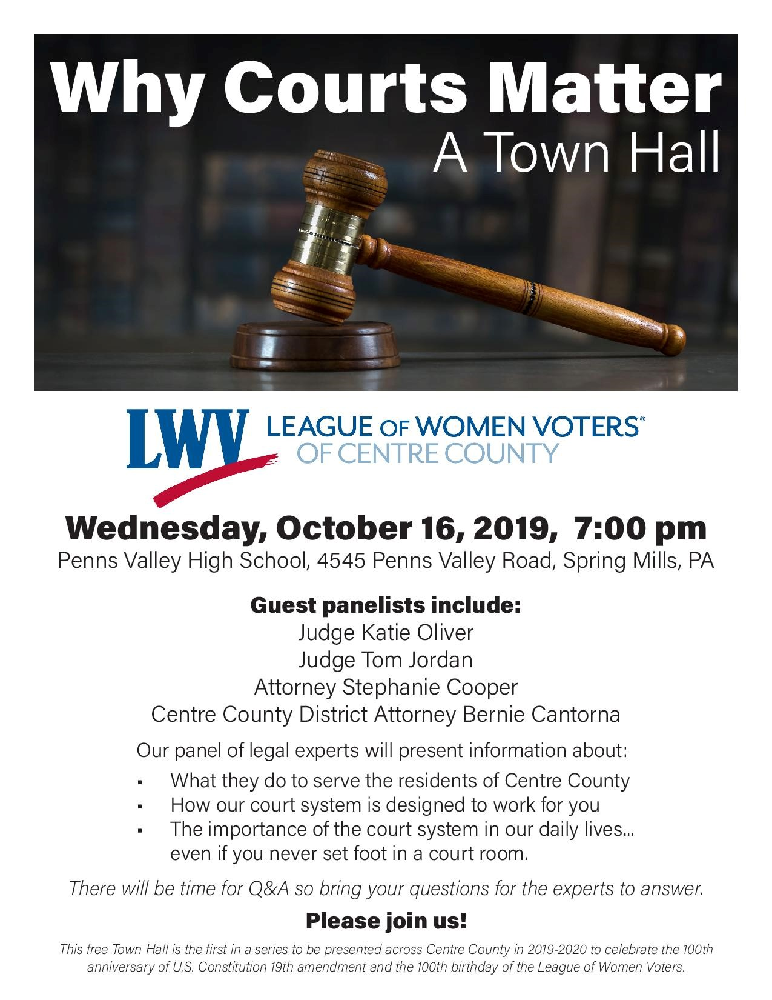 Why Courts Matter
A Town Hall
LWV LEAGUE OF WOMEN VOTERS®
OF CENTRE COUNTY
Wednesday, October 16, 2019, 7:00 pm
Penns Valley High School, 4545 Penns Valley Road, Spring Mills, PA
Guest panelists include:
Judge Katie Oliver
Judge Tom Jordan
Attorney Stephanie Cooper
Centre County District Attorney Bernie Cantorna
Our panel of legal experts will present information about:
▪ What they do to serve the residents of Centre County
▪ How our court system is designed to work for you
▪ The importance of the court system in our daily lives...
even if you never set foot in a court room.
There will be time for Q&A so bring your questions for the experts to answer.
Please join us!
This free Town Hall is the first in a series to be presented across Centre County in 2019-2020 to celebrate the 100th
anniversary of U.S. Constitution 19th amendment and the 100th birthday of the League of Women Voters.